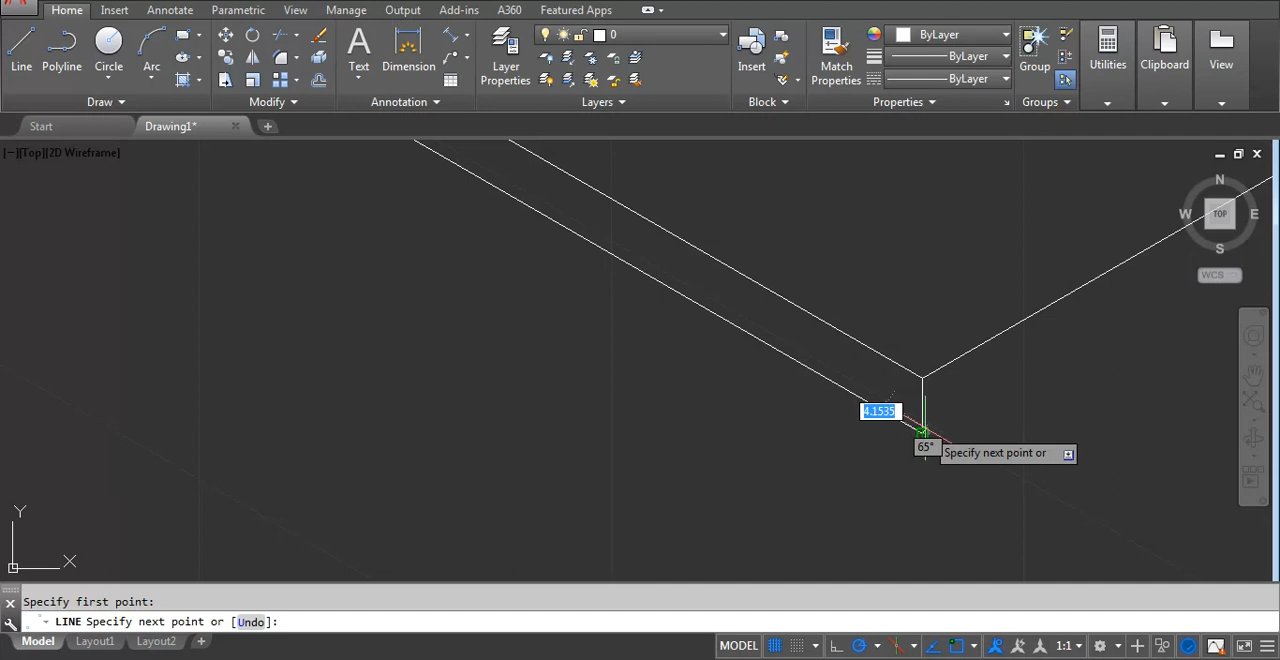 Home Insert Annotate Parametric View Manage Output Add-ins A360 Featured Apps
Line Polyline Circle Arc Text Dimension Layer Properties 0 Insert Match Properties ByLayer ByLayer ByLayer Group Utilities Clipboard View
Draw Modify Annotation Layers Block Properties Groups
Start Drawing1* +
[−][Top][2D Wireframe]
N
W TOP E
S
WCS
4.1535
65° Specify next point or
Y
X
Specify first point:
LINE Specify next point or [Undo]:
Model Layout1 Layout2 + MODEL 1:1